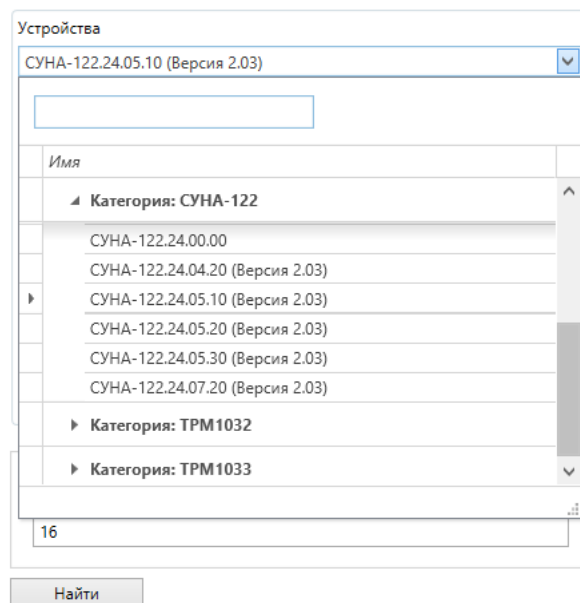 Устройства
СУНА-122.24.05.10 (Версия 2.03)
Имя
Категория: СУНА-122
СУНА-122.24.00.00
СУНА-122.24.04.20 (Версия 2.03)
СУНА-122.24.05.10 (Версия 2.03)
СУНА-122.24.05.20 (Версия 2.03)
СУНА-122.24.05.30 (Версия 2.03)
СУНА-122.24.07.20 (Версия 2.03)
Категория: ТРМ1032
Категория: ТРМ1033
16
Найти